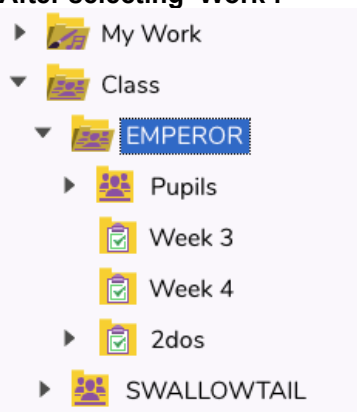 After selecting 'Work':
My Work
Class
EMPEROR
Pupils
Week 3
Week 4
2dos
SWALLOWTAIL